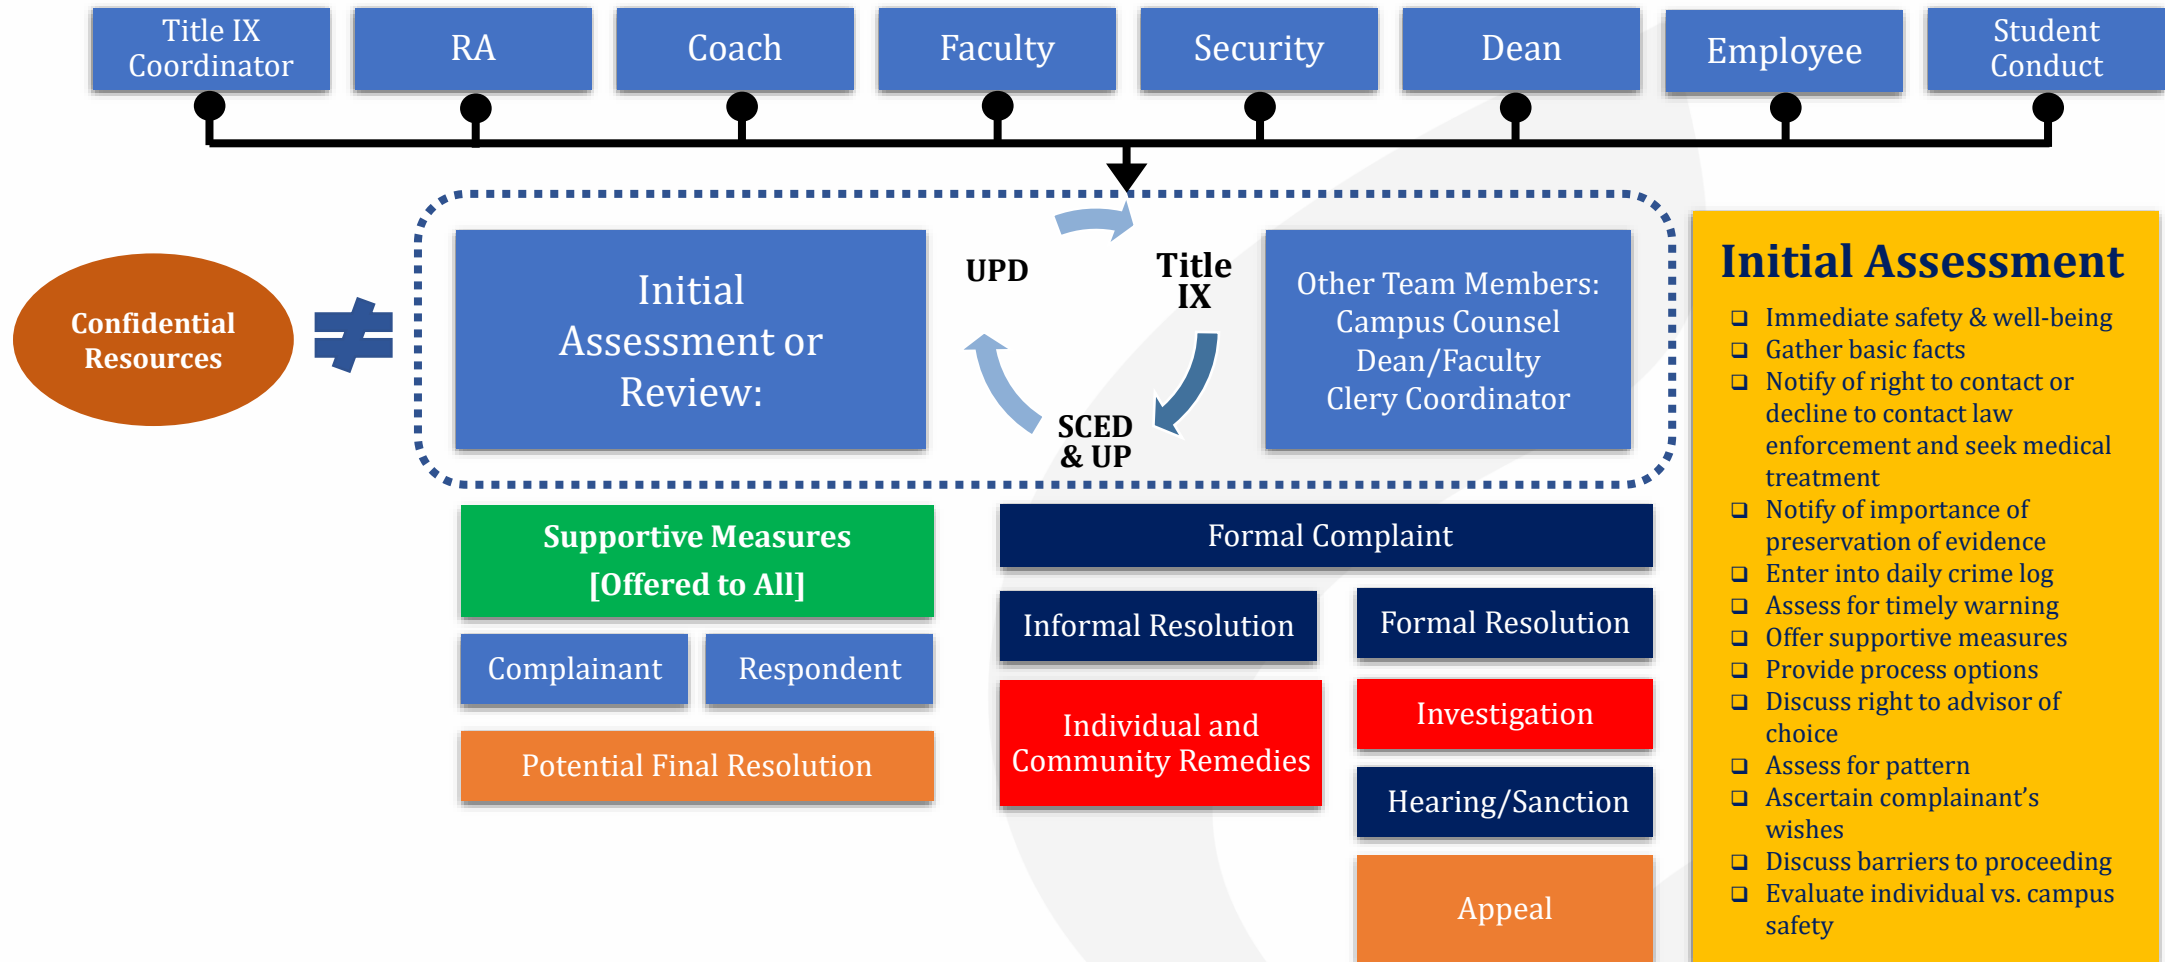 Title IX
Coordinator
RA
Coach
Faculty
Security
Dean
Employee
Student
Conduct
Confidential
Resources
Initial
Assessment or
Review:
UPD
Title
IX
SCED
& UP
Other Team Members:
Campus Counsel
Dean/Faculty
Clery Coordinator
Supportive Measures
[Offered to All]
Complainant
Respondent
Potential Final Resolution
Formal Complaint
Informal Resolution
Formal Resolution
Individual and
Community Remedies
Investigation
Hearing/Sanction
Appeal
Initial Assessment
❑ Immediate safety & well-being
❑ Gather basic facts
❑ Notify of right to contact or
decline to contact law
enforcement and seek medical
treatment
❑ Notify of importance of
preservation of evidence
❑ Enter into daily crime log
❑ Assess for timely warning
❑ Offer supportive measures
❑ Provide process options
❑ Discuss right to advisor of
choice
❑ Assess for pattern
❑ Ascertain complainant’s
wishes
❑ Discuss barriers to proceeding
❑ Evaluate individual vs. campus
safety